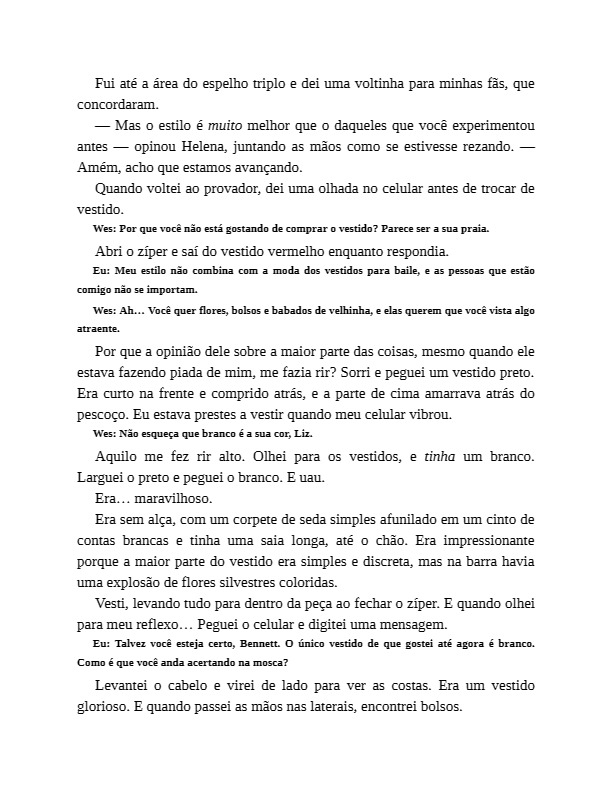 Fui até a área do espelho triplo e dei uma voltinha para minhas fãs, que
concordaram.
— Mas o estilo é muito melhor que o daqueles que você experimentou
antes — opinou Helena, juntando as mãos como se estivesse rezando. —
Amém, acho que estamos avançando.
Quando voltei ao provador, dei uma olhada no celular antes de trocar de
vestido.
Wes: Por que você não está gostando de comprar o vestido? Parece ser a sua praia.
Abri o zíper e saí do vestido vermelho enquanto respondia.
Eu: Meu estilo não combina com a moda dos vestidos para baile, e as pessoas que estão
comigo não se importam.
Wes: Ah… Você quer flores, bolsos e babados de velhinha, e elas querem que você vista algo
atraente.
Por que a opinião dele sobre a maior parte das coisas, mesmo quando ele
estava fazendo piada de mim, me fazia rir? Sorri e peguei um vestido preto.
Era curto na frente e comprido atrás, e a parte de cima amarrava atrás do
pescoço. Eu estava prestes a vestir quando meu celular vibrou.
Wes: Não esqueça que branco é a sua cor, Liz.
Aquilo me fez rir alto. Olhei para os vestidos, e tinha um branco.
Larguei o preto e peguei o branco. E uau.
Era… maravilhoso.
Era sem alça, com um corpete de seda simples afunilado em um cinto de
contas brancas e tinha uma saia longa, até o chão. Era impressionante
porque a maior parte do vestido era simples e discreta, mas na barra havia
uma explosão de flores silvestres coloridas.
Vesti, levando tudo para dentro da peça ao fechar o zíper. E quando olhei
para meu reflexo… Peguei o celular e digitei uma mensagem.
Eu: Talvez você esteja certo, Bennett. O único vestido de que gostei até agora é branco.
Como é que você anda acertando na mosca?
Levantei o cabelo e virei de lado para ver as costas. Era um vestido
glorioso. E quando passei as mãos nas laterais, encontrei bolsos.